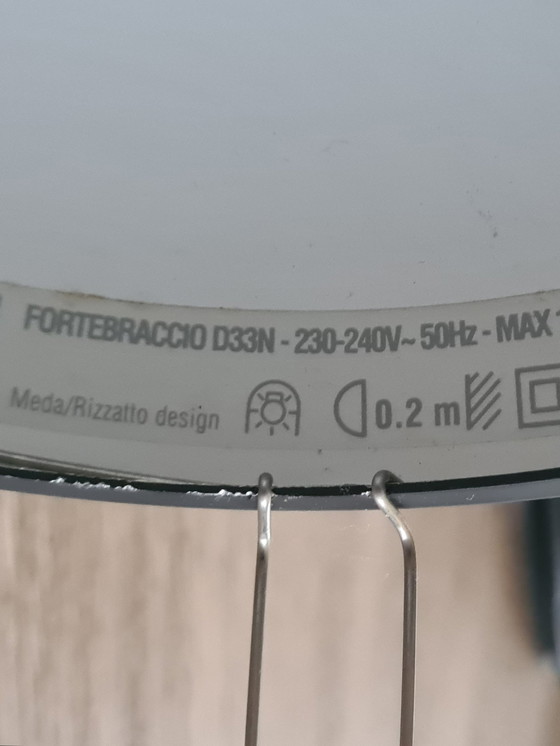 FORTEBRACCIO D33N - 230-240V~ 50Hz - MAX
Meda/Rizzatto design 0.2 m